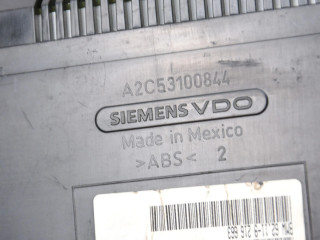 A2C53100844
SIEMENS VDO
Made in Mexico
>ABS< 2